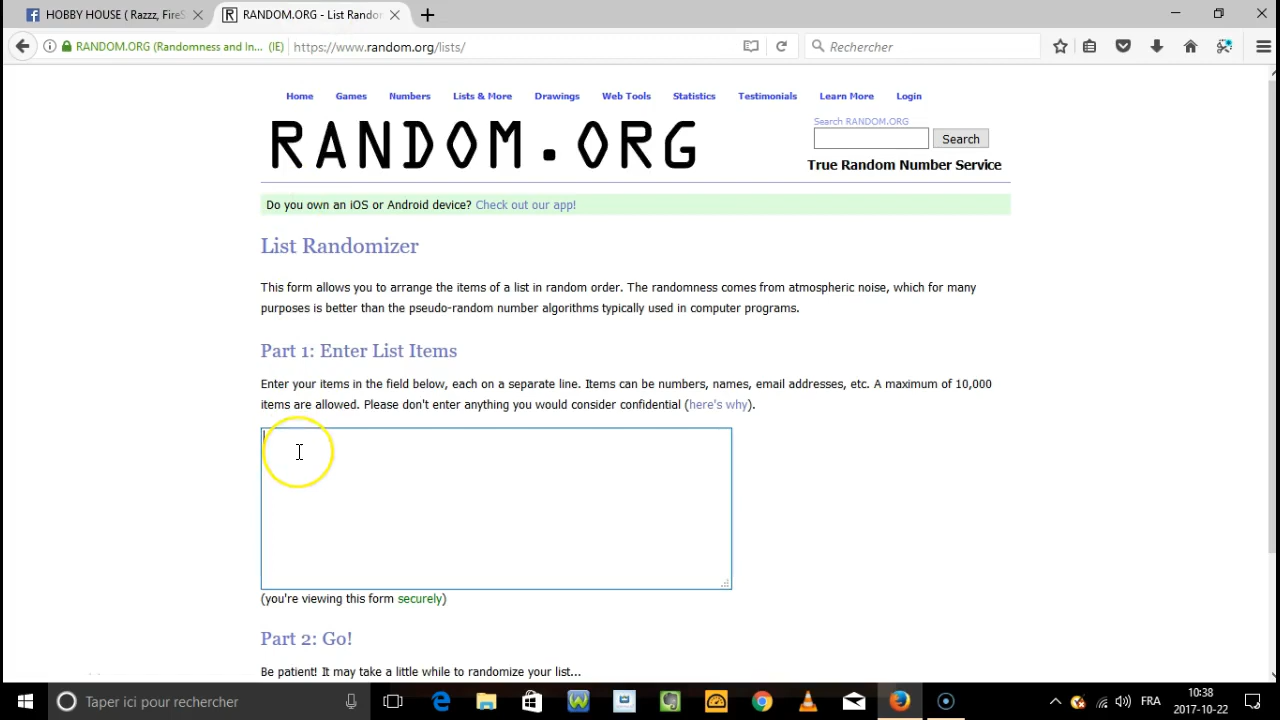 HOBBY HOUSE ( Razz, FireS
RANDOM.ORG - List Randor
RANDOM.ORG (Randomness and In... (IE)
https://www.random.org/lists/
Rechercher
Home Games Numbers Lists & More Drawings Web Tools Statistics Testimonials Learn More Login
RANDOM.ORG
Search RANDOM.ORG
Search
True Random Number Service
Do you own an iOS or Android device? Check out our app!
List Randomizer
This form allows you to arrange the items of a list in random order. The randomness comes from atmospheric noise, which for many
purposes is better than the pseudo-random number algorithms typically used in computer programs.
Part 1: Enter List Items
Enter your items in the field below, each on a separate line. Items can be numbers, names, email addresses, etc. A maximum of 10,000
items are allowed. Please don't enter anything you would consider confidential (here's why).
(you're viewing this form securely)
Part 2: Go!
Be patient! It may take a little while to randomize your list...
Taper ici pour rechercher
FRA
10:38
2017-10-22